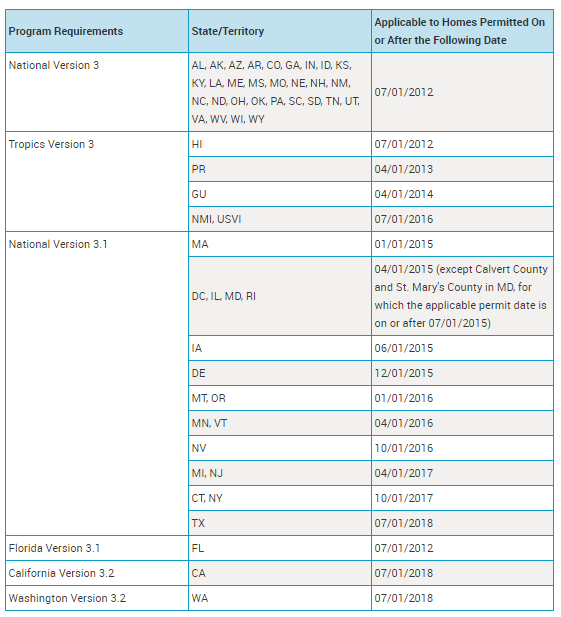 Program Requirements
State/Territory
Applicable to Homes Permitted On
or After the Following Date
National Version 3
AL, AK, AZ, AR, CO, GA, IN, ID, KS,
KY, LA, ME, MS, MO, NE, NH, NM,
NC, ND, OH, OK, PA, SC, SD, TN, UT,
VA, WV, WI, WY
07/01/2012
Tropics Version 3
HI
07/01/2012
PR
04/01/2013
GU
04/01/2014
NMI, USVI
07/01/2016
National Version 3.1
MA
01/01/2015
DC, IL, MD, RI
04/01/2015 (except Calvert County
and St. Mary's County in MD, for
which the applicable permit date is
on or after 07/01/2015)
IA
06/01/2015
DE
12/01/2015
MT, OR
01/01/2016
MN, VT
04/01/2016
NV
10/01/2016
MI, NJ
04/01/2017
CT, NY
10/01/2017
TX
07/01/2018
Florida Version 3.1
FL
07/01/2012
California Version 3.2
CA
07/01/2018
Washington Version 3.2
WA
07/01/2018